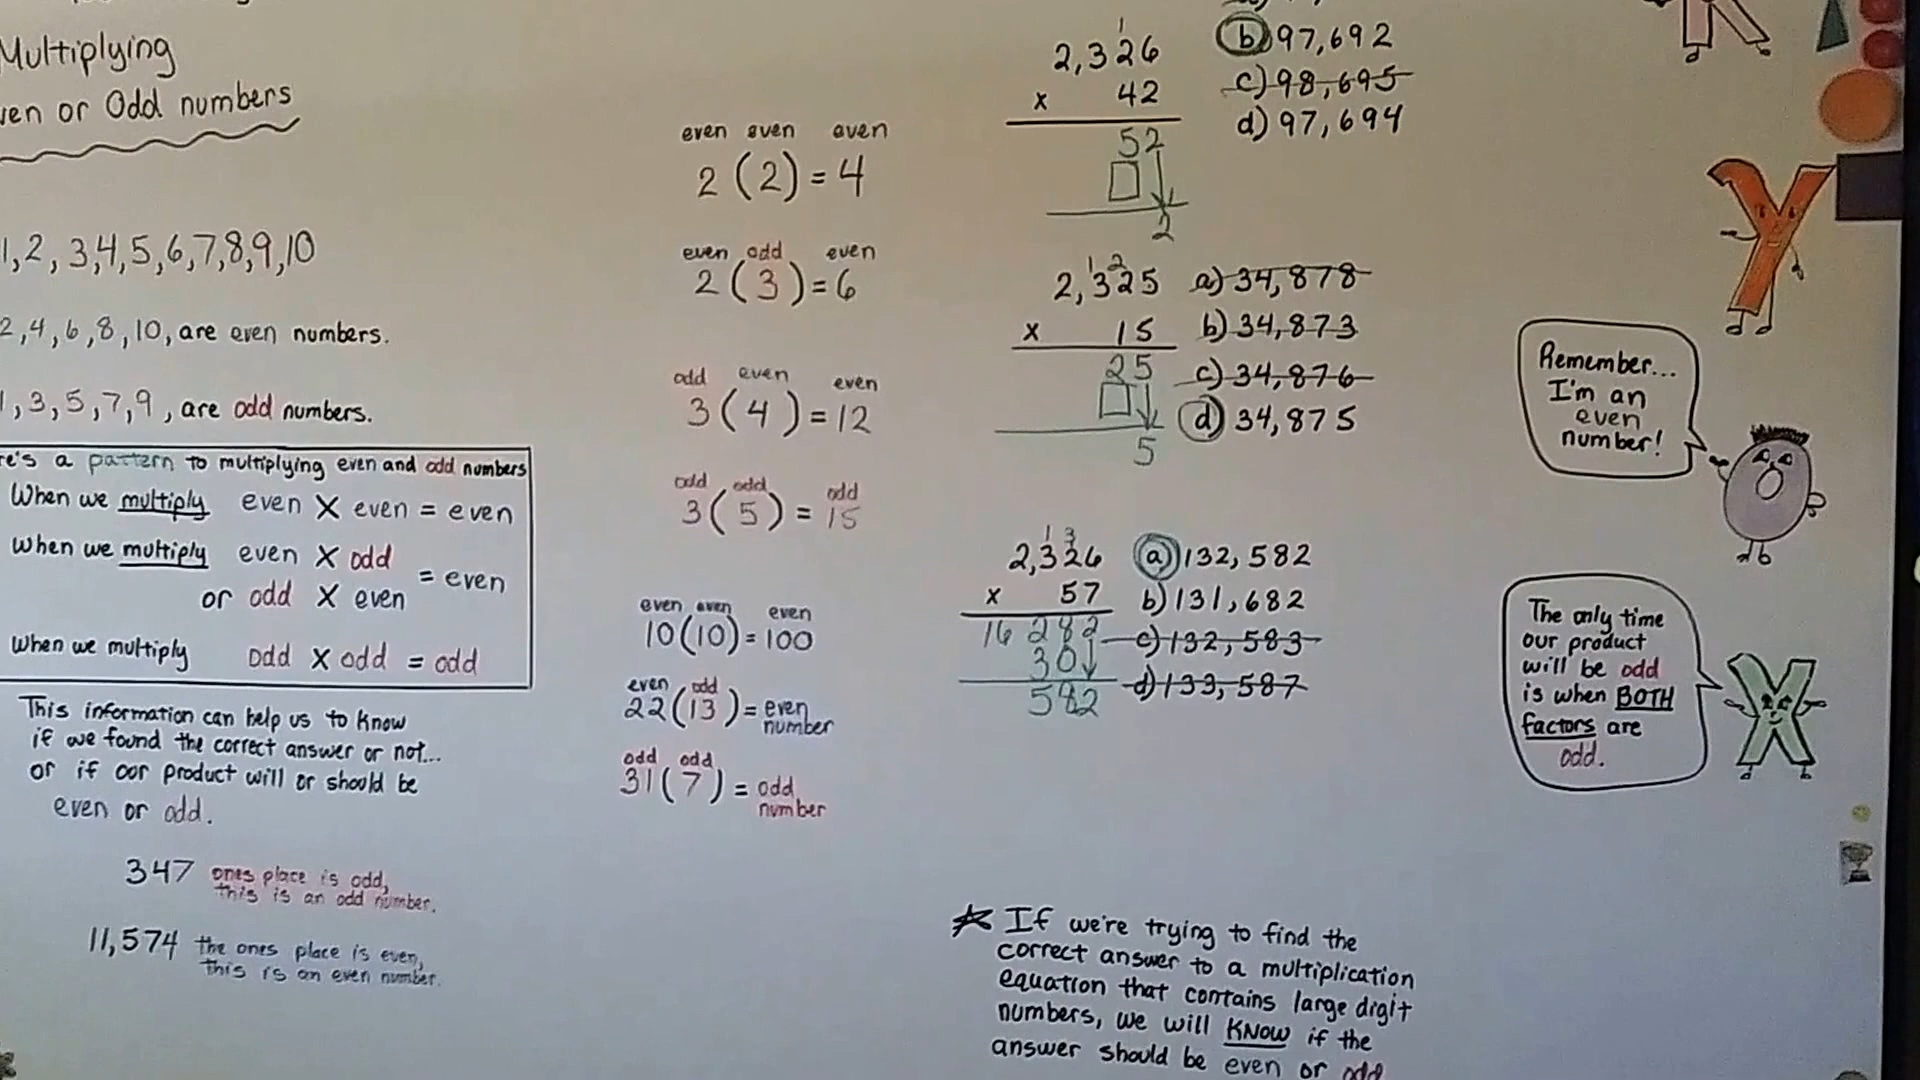 Multiplying
or Odd numbers
1,2, 3,4,5,6,7,8,9,10
2,4,6,8,10, are even numbers.
1,3,5,7,9, are odd numbers.
a pattern to multiplying even and odd numbers
When we multiply even X even = even
When we multiply even X odd
or odd X even = even
When we multiply odd X odd = odd
This information can help us to know
if we found the correct answer or not...
or if our product will or should be
even or odd.
347 ones place is odd,
this is an odd number.
11,574 the ones place is even,
this is an even number.
even even even
2 (2) = 4
even odd even
2 (3) = 6
odd even even
3 (4) = 12
odd odd odd
3 (5) = 15
even even even
10(10) = 100
even odd
22(13) = even
number
odd odd
31(7) = odd
number
1
2,326
x 42
52
2
b) 97,692
c) 98,695
d) 97,694
1 2
2,325
x 15
25
5
a) 34,878
b) 34,873
c) 34,876
d) 34,875
1 3
2,326
x 57
16 282
30
582
a) 132,582
b) 131,682
c) 132,583
d) 133,587
If we're trying to find the
correct answer to a multiplication
equation that contains large digit
numbers, we will KNOW if the
answer should be even or odd
Remember...
I'm an
even
number!
The only time
our product
will be odd
is when BOTH
factors are
odd.